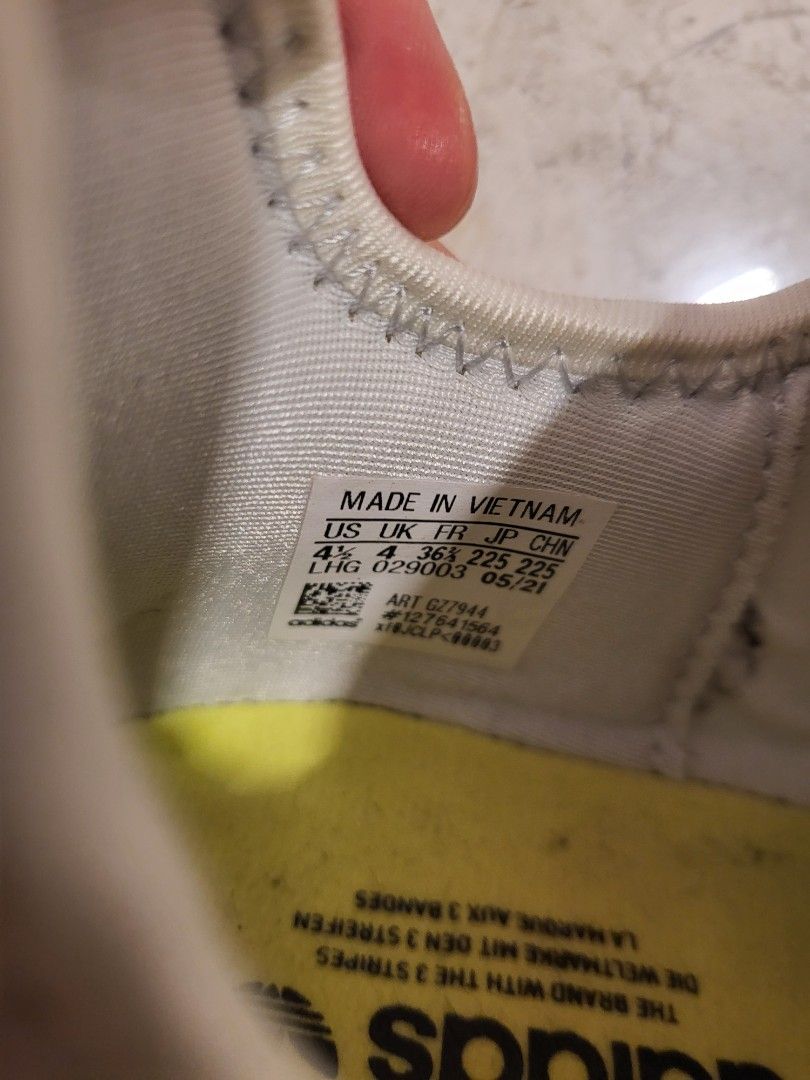 MADE IN VIETNAM
US UK FR JP CHN
4½ 4 36⅔ 225 225
LHG 029003 05/21
ART GZ7944
#127641564
adidas
THE BRAND WITH THE 3 STRIPES
DIE WELTMARKE MIT DEN 3 STREIFEN
LA MARQUE AUX 3 BANDES
adidas